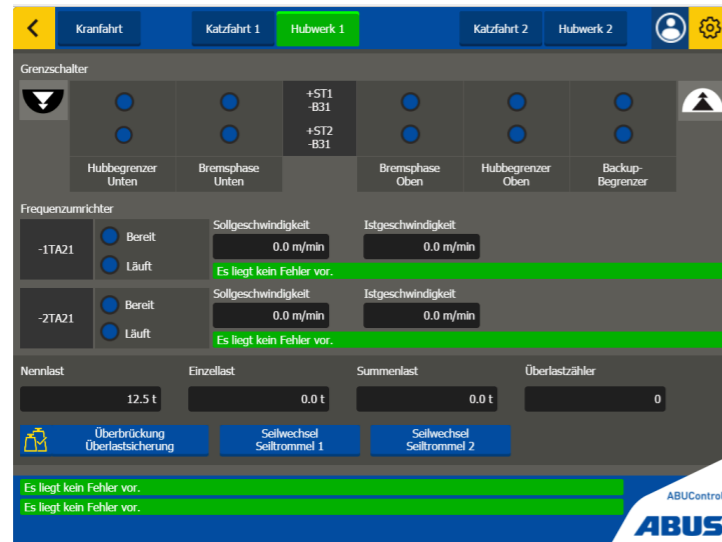 Kranfahrt Katzfahrt 1 Hubwerk 1 Katzfahrt 2 Hubwerk 2
Grenzschalter
+ST1
-B31
+ST2
-B31
Hubbegrenzer
Unten
Bremsphase
Unten
Bremsphase
Oben
Hubbegrenzer
Oben
Backup-
Begrenzer
Frequenzumrichter
-1TA21
Bereit
Läuft
Sollgeschwindigkeit Istgeschwindigkeit
0.0 m/min 0.0 m/min
Es liegt kein Fehler vor.
-2TA21
Bereit
Läuft
Sollgeschwindigkeit Istgeschwindigkeit
0.0 m/min 0.0 m/min
Es liegt kein Fehler vor.
Nennlast Einzellast Summenlast Überlastzähler
12.5 t 0.0 t 0.0 t 0
Überbrückung
Überlastsicherung
Seilwechsel
Seiltrommel 1
Seilwechsel
Seiltrommel 2
Es liegt kein Fehler vor.
Es liegt kein Fehler vor.
ABUControl
ABUS